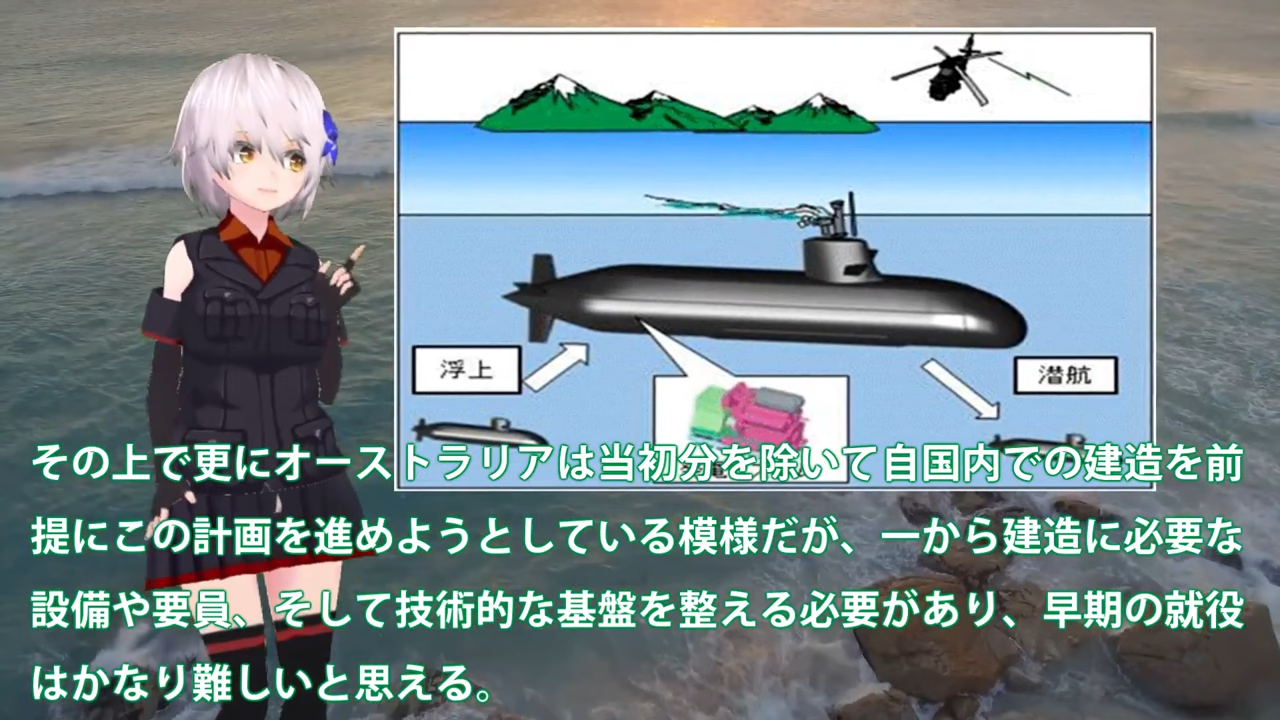 浮上
潜航
その上で更にオーストラリアは当初分を除いて自国内での建造を前
提にこの計画を進めようとしている模様だが、一から建造に必要な
設備や要員、そして技術的な基盤を整える必要があり、早期の就役
はかなり難しいと思える。